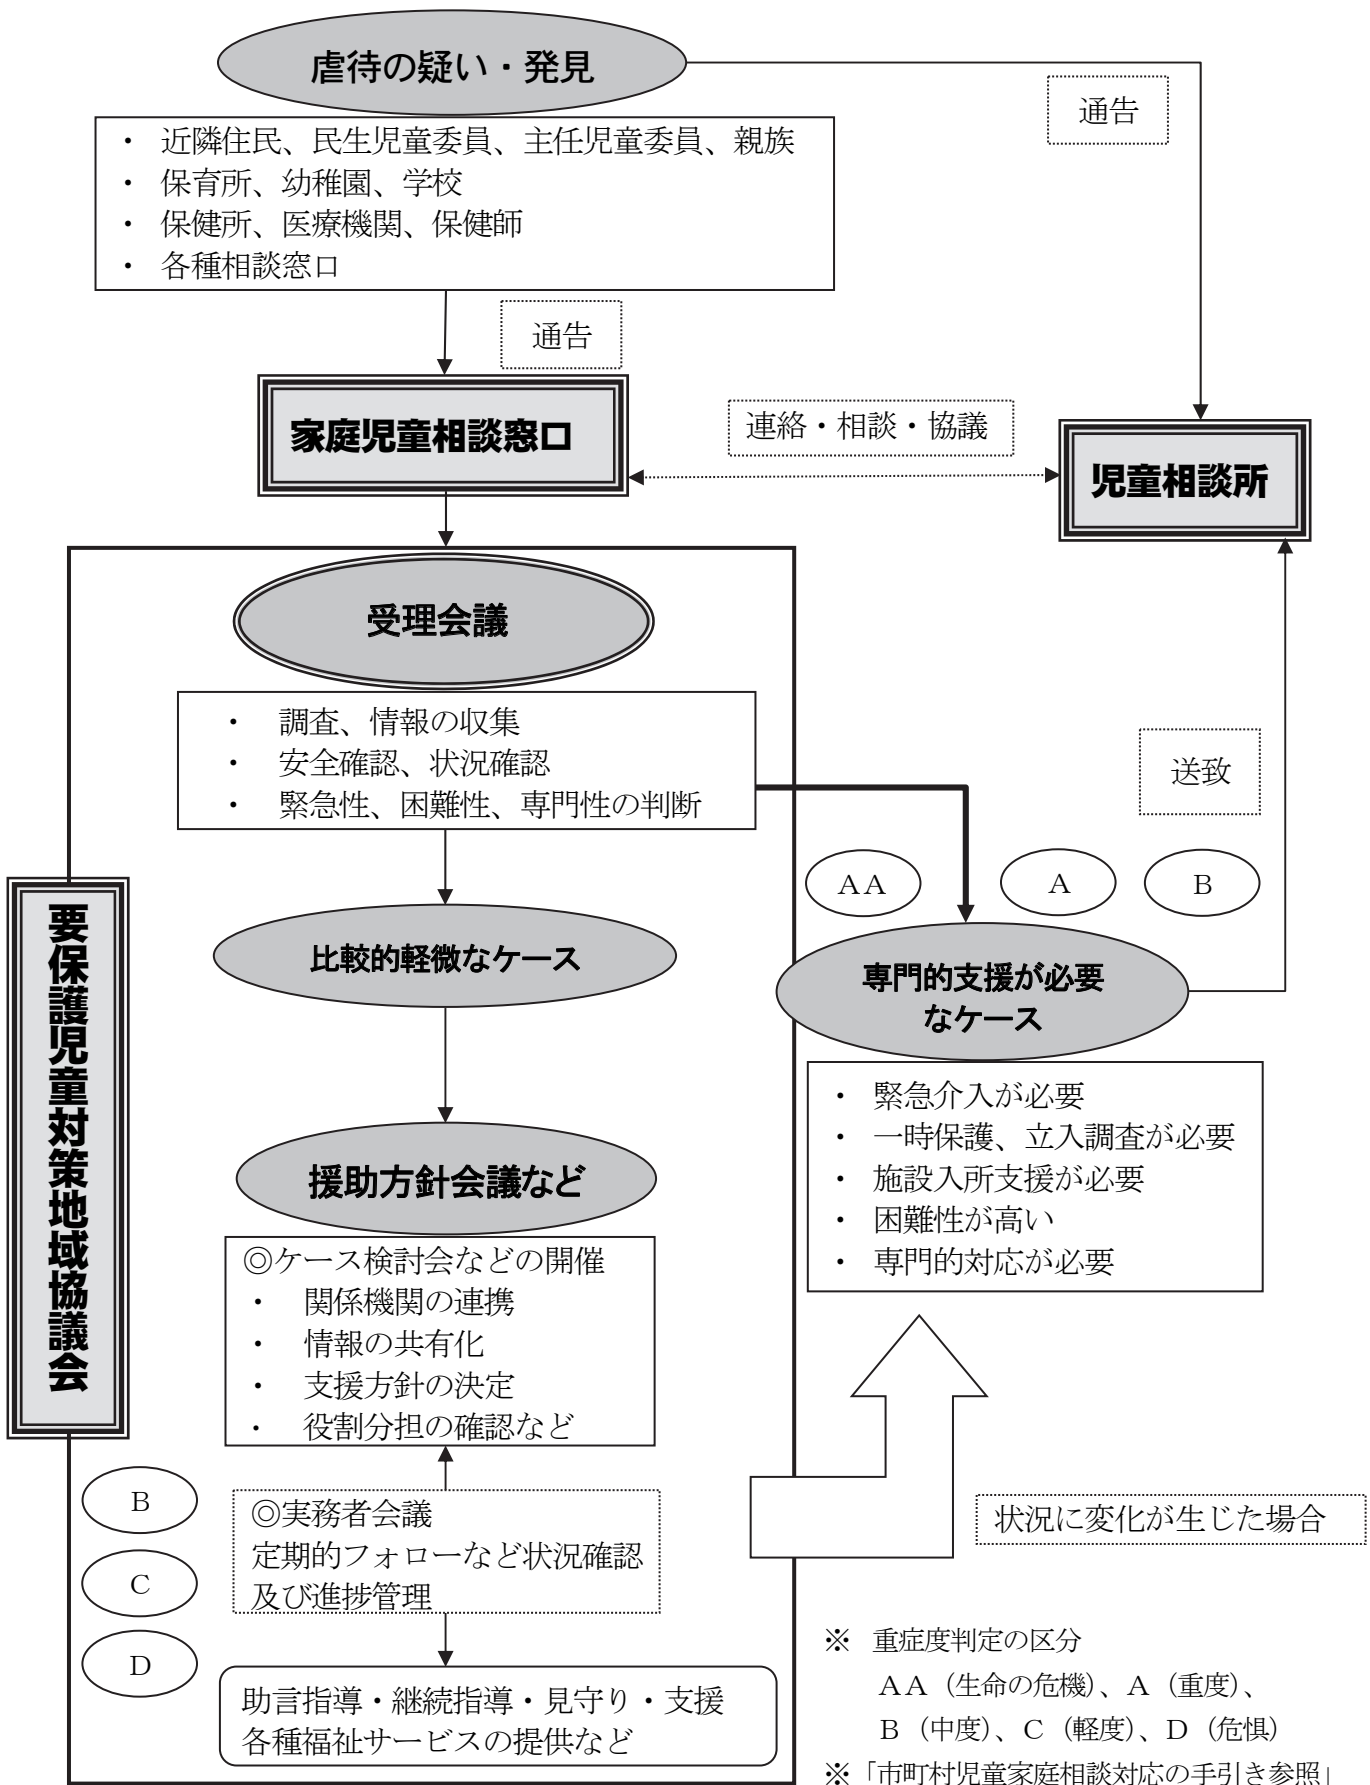 虐待の疑い・発見
通告
・ 近隣住民、民生児童委員、主任児童委員、親族
・ 保育所、幼稚園、学校
・ 保健所、医療機関、保健師
・ 各種相談窓口
通告
家庭児童相談窓口
連絡・相談・協議
児童相談所
受理会議
・ 調査、情報の収集
・ 安全確認、状況確認
・ 緊急性、困難性、専門性の判断
送致
ＡＡ
Ａ
Ｂ
要保護児童対策地域協議会
比較的軽微なケース
専門的支援が必要
なケース
・ 緊急介入が必要
・ 一時保護、立入調査が必要
・ 施設入所支援が必要
・ 困難性が高い
・ 専門的対応が必要
援助方針会議など
◎ケース検討会などの開催
・ 関係機関の連携
・ 情報の共有化
・ 支援方針の決定
・ 役割分担の確認など
Ｂ
Ｃ
Ｄ
◎実務者会議
定期的フォローなど状況確認
及び進捗管理
状況に変化が生じた場合
助言指導・継続指導・見守り・支援
各種福祉サービスの提供など
※ 重症度判定の区分
ＡＡ（生命の危機）、Ａ（重度）、
Ｂ（中度）、Ｃ（軽度）、Ｄ（危惧）
※「市町村児童家庭相談対応の手引き参照」